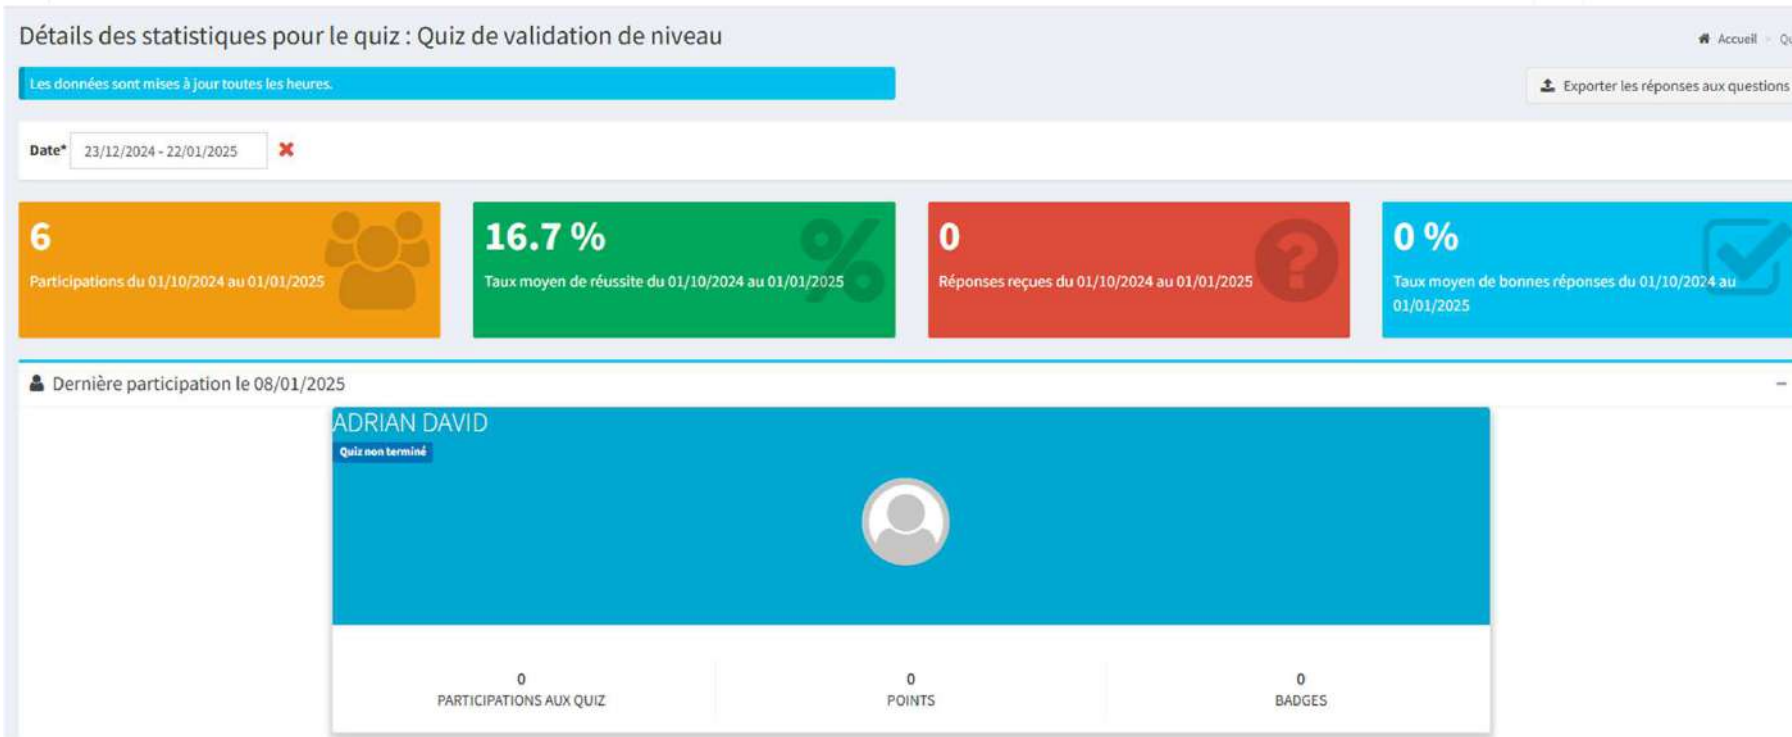 Détails des statistiques pour le quiz : Quiz de validation de niveau
Accueil > Qu
Les données sont mises à jour toutes les heures.
Exporter les réponses aux questions
Date* 23/12/2024 - 22/01/2025
6
Participations du 01/10/2024 au 01/01/2025
16.7 %
Taux moyen de réussite du 01/10/2024 au 01/01/2025
0
Réponses reçues du 01/10/2024 au 01/01/2025
0 %
Taux moyen de bonnes réponses du 01/10/2024 au
01/01/2025
Dernière participation le 08/01/2025
ADRIAN DAVID
Quiz non terminé
0
PARTICIPATIONS AUX QUIZ
0
POINTS
0
BADGES